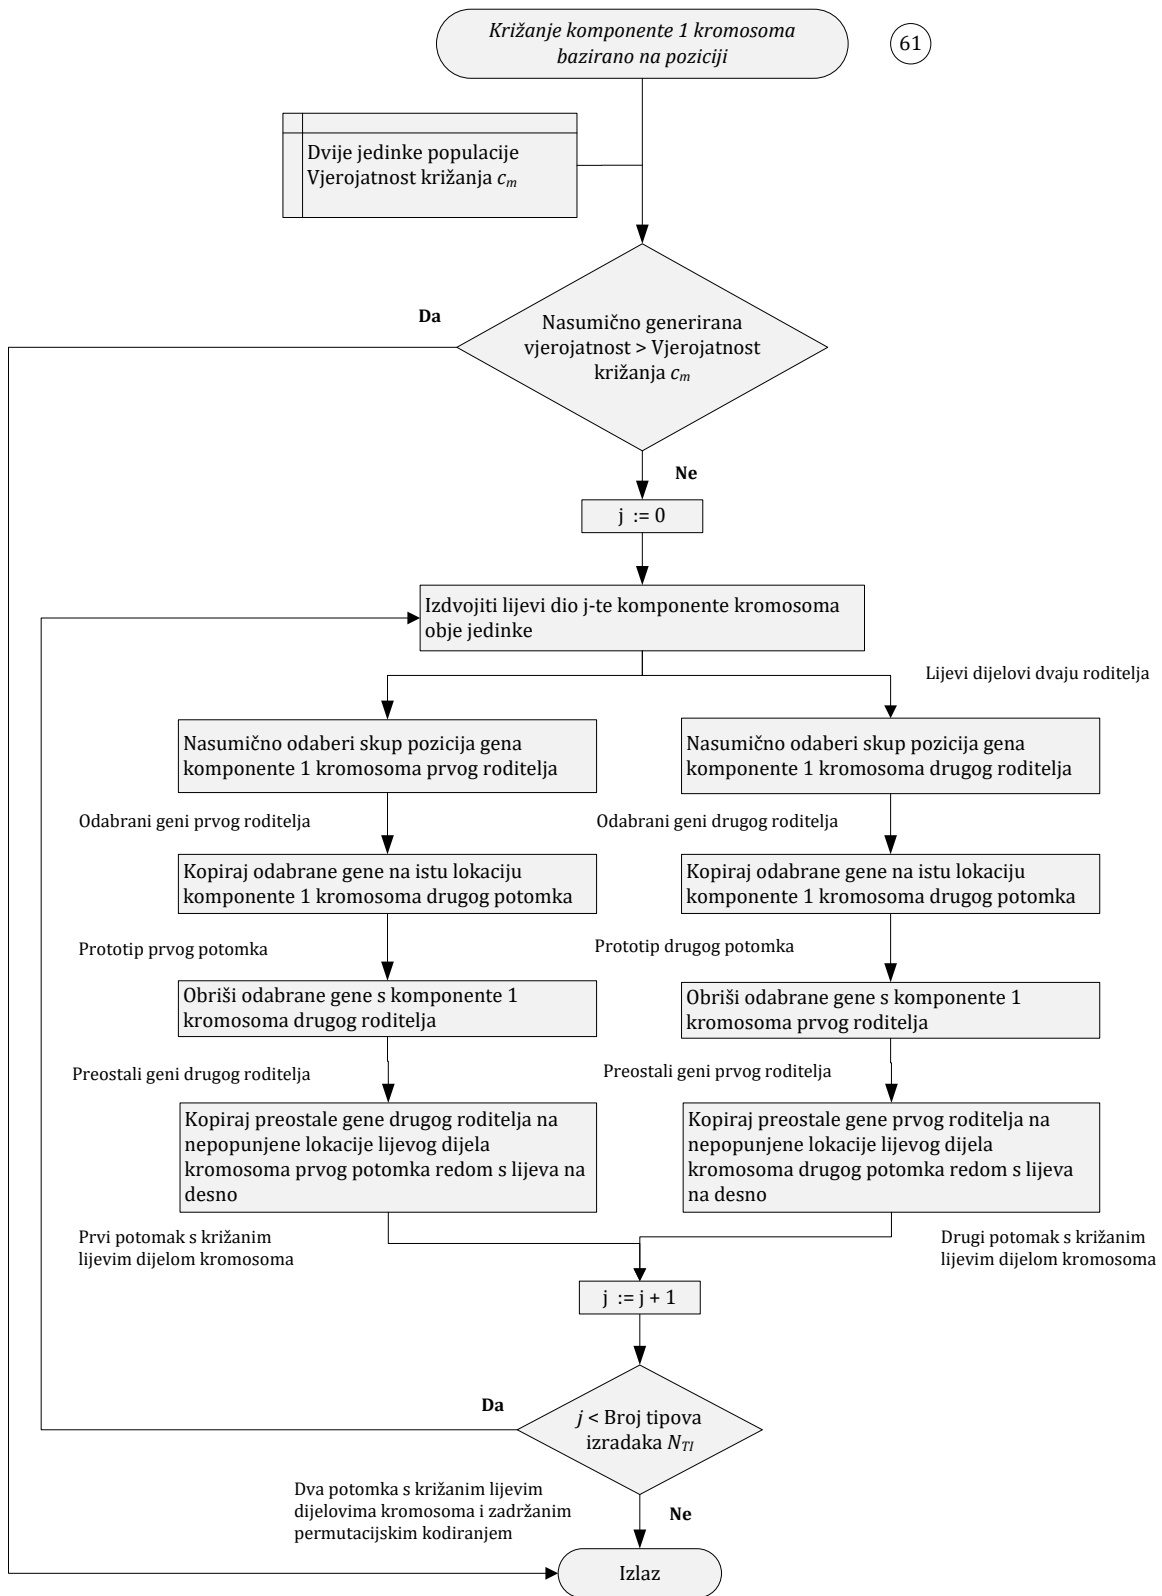 Križanje komponente 1 kromosoma
bazirano na poziciji
61
Dvije jedinke populacije
Vjerojatnost križanja cm
Da
Nasumično generirana
vjerojatnost > Vjerojatnost
križanja cm
Ne
j := 0
Izdvojiti lijevi dio j-te komponente kromosoma
obje jedinke
Lijevi dijelovi dvaju roditelja
Nasumično odaberi skup pozicija gena
komponente 1 kromosoma prvog roditelja
Nasumično odaberi skup pozicija gena
komponente 1 kromosoma drugog roditelja
Odabrani geni prvog roditelja
Odabrani geni drugog roditelja
Kopiraj odabrane gene na istu lokaciju
komponente 1 kromosoma drugog potomka
Kopiraj odabrane gene na istu lokaciju
komponente 1 kromosoma drugog potomka
Prototip prvog potomka
Prototip drugog potomka
Obriši odabrane gene s komponente 1
kromosoma drugog roditelja
Obriši odabrane gene s komponente 1
kromosoma prvog roditelja
Preostali geni drugog roditelja
Preostali geni prvog roditelja
Kopiraj preostale gene drugog roditelja na
nepopunjene lokacije lijevog dijela
kromosoma prvog potomka redom s lijeva na
desno
Kopiraj preostale gene prvog roditelja na
nepopunjene lokacije lijevog dijela
kromosoma drugog potomka redom s lijeva
na desno
Prvi potomak s križanim
lijevim dijelom kromosoma
Drugi potomak s križanim
lijevim dijelom kromosoma
j := j + 1
Da
j < Broj tipova
izradaka NTI
Dva potomka s križanim lijevim
dijelovima kromosoma i zadržanim
permutacijskim kodiranjem
Ne
Izlaz